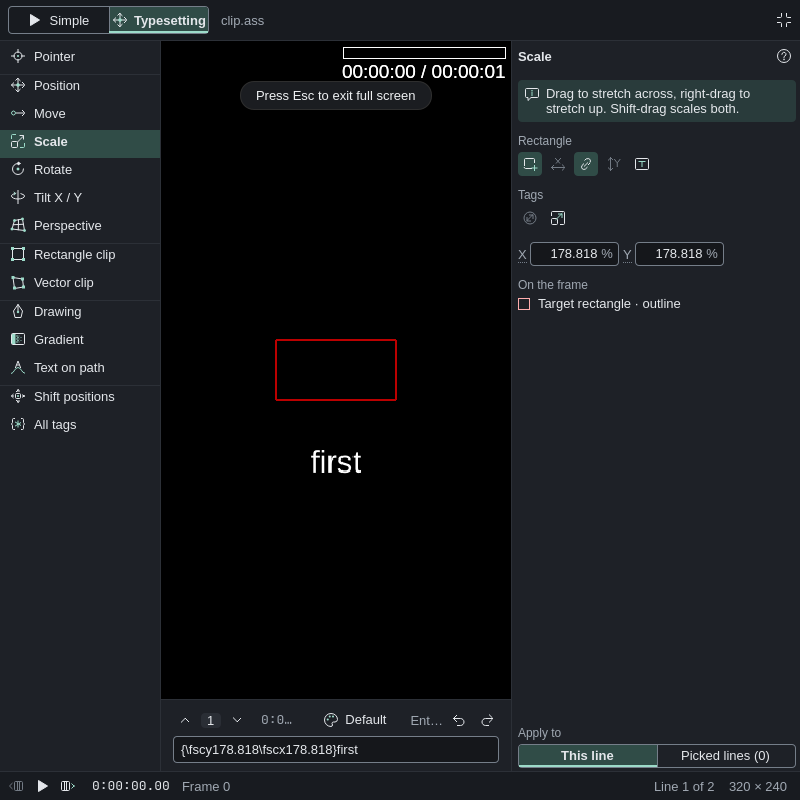 Simple
Typesetting
clip.ass
Pointer
Position
Move
Scale
Rotate
Tilt X / Y
Perspective
Rectangle clip
Vector clip
Drawing
Gradient
Text on path
Shift positions
All tags
00:00:00 / 00:00:01
Press Esc to exit full screen
first
1
0:0…
Default
Ent…
{\fscy178.818\fscx178.818}first
Scale
Drag to stretch across, right-drag to
stretch up. Shift-drag scales both.
Rectangle
Tags
X 178.818 % Y 178.818 %
On the frame
Target rectangle · outline
Apply to
This line
Picked lines (0)
0:00:00.00
Frame 0
Line 1 of 2
320 × 240